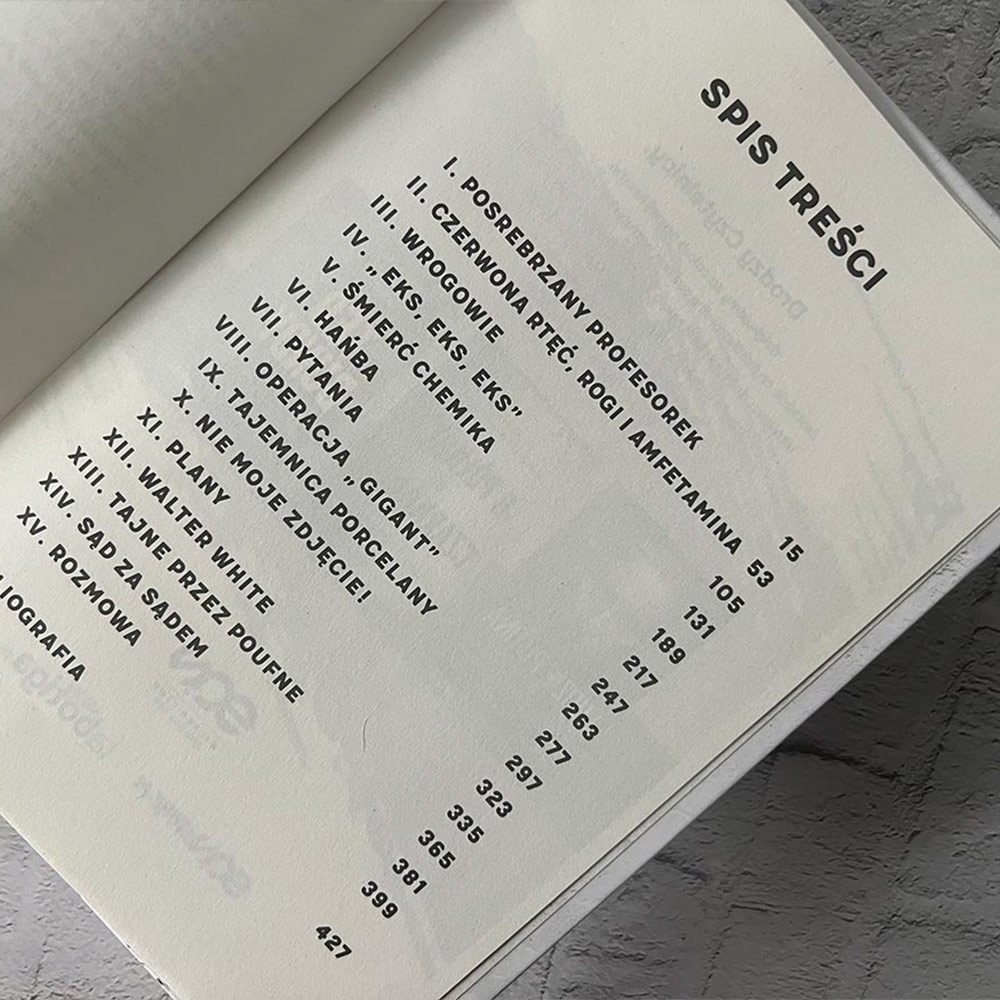 SPIS TREŚCI
I. POSREBRZANY PROFESOREK 15
II. CZERWONA RTĘĆ, ROGI I AMFETAMINA 53
III. WROGOWIE 105
IV. „EKS, EKS, EKS” 131
V. ŚMIERĆ CHEMIKA 189
VI. HAŃBA 217
VII. PYTANIA 247
VIII. OPERACJA „GIGANT” 263
IX. TAJEMNICA PORCELANY 277
X. NIE MOJE ZDJĘCIE! 297
XI. PLANY 323
XII. WALTER WHITE 335
XIII. TAJNE PRZEZ POUFNE 365
XIV. SĄD ZA SĄDEM 381
XV. ROZMOWA 399
LIOGRAFIA 427
Drodzy Czytelnicy